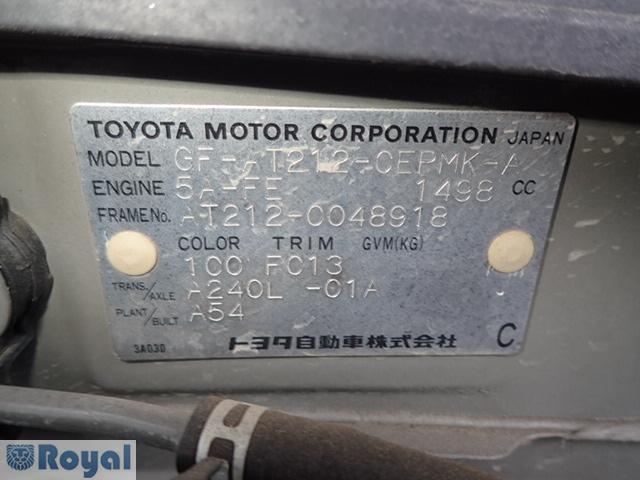 TOYOTA MOTOR CORPORATION JAPAN
MODEL GF-AT212-CEPMK-A
ENGINE 5A-FE 1498 CC
FRAME No. AT212-0048918
COLOR TRIM GVM(KG)
100 FC13
TRANS./AXLE A240L -01A
PLANT/BUILT A54
3A030 トヨタ自動車株式会社 C
Royal